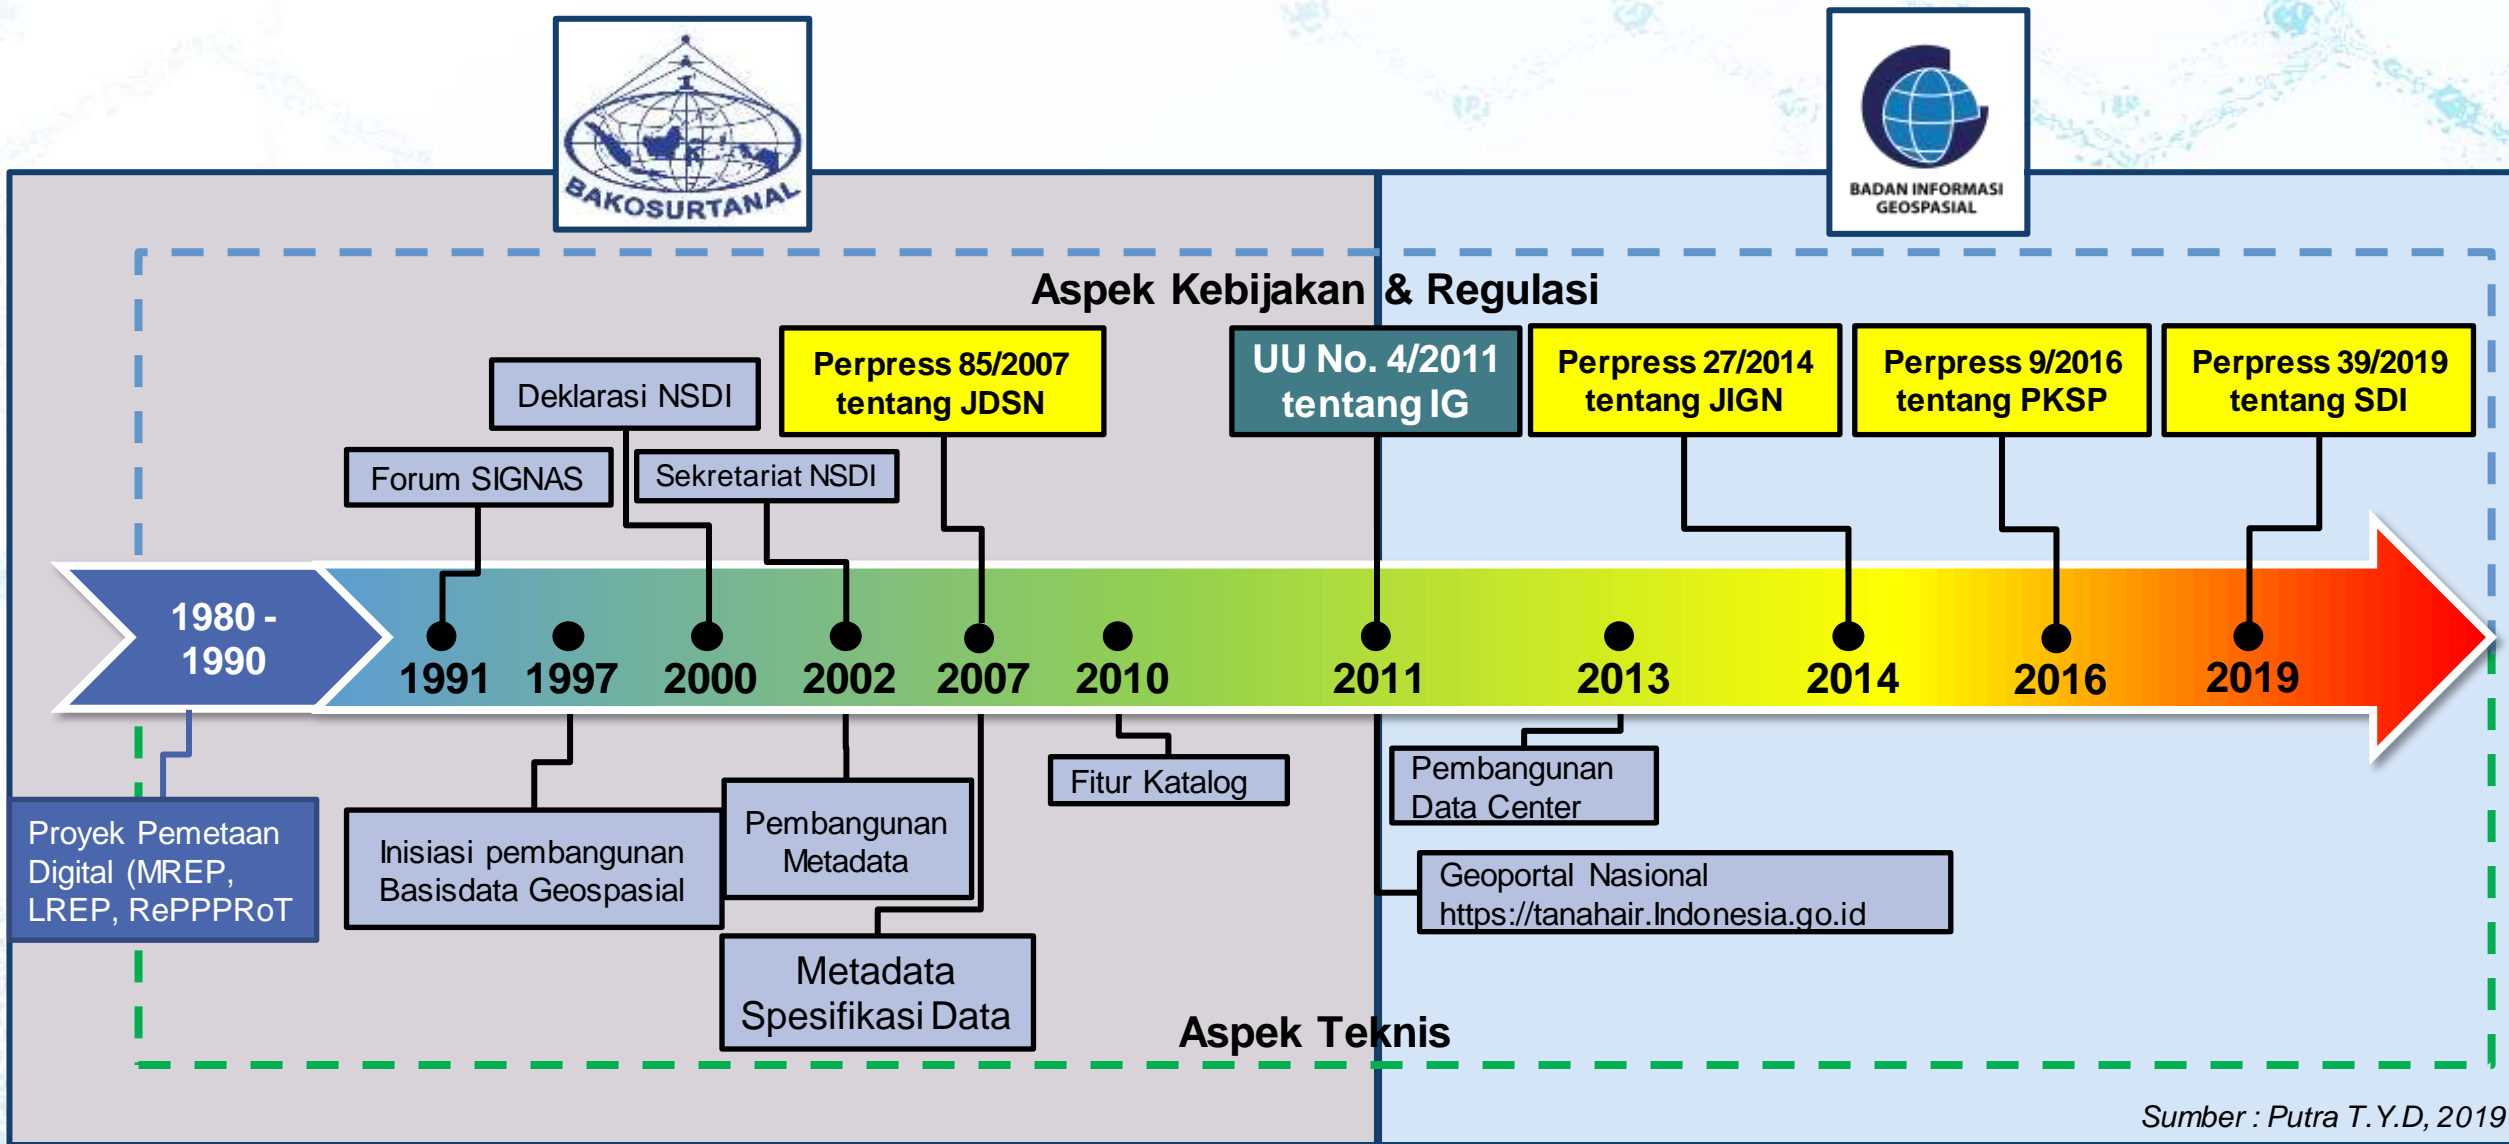 BAKOSURTANAL
BADAN INFORMASI
GEOSPASIAL
Aspek Kebijakan & Regulasi
Deklarasi NSDI
Perpress 85/2007
tentang JDSN
UU No. 4/2011
tentang IG
Perpress 27/2014
tentang JIGN
Perpress 9/2016
tentang PKSP
Perpress 39/2019
tentang SDI
Forum SIGNAS
Sekretariat NSDI
1980 -
1990
1991
1997
2000
2002
2007
2010
2011
2013
2014
2016
2019
Proyek Pemetaan
Digital (MREP,
LREP, RePPPRoT
Inisiasi pembangunan
Basisdata Geospasial
Pembangunan
Metadata
Metadata
Spesifikasi Data
Fitur Katalog
Pembangunan
Data Center
Geoportal Nasional
https://tanahair.Indonesia.go.id
Aspek Teknis
Sumber : Putra T.Y.D, 2019